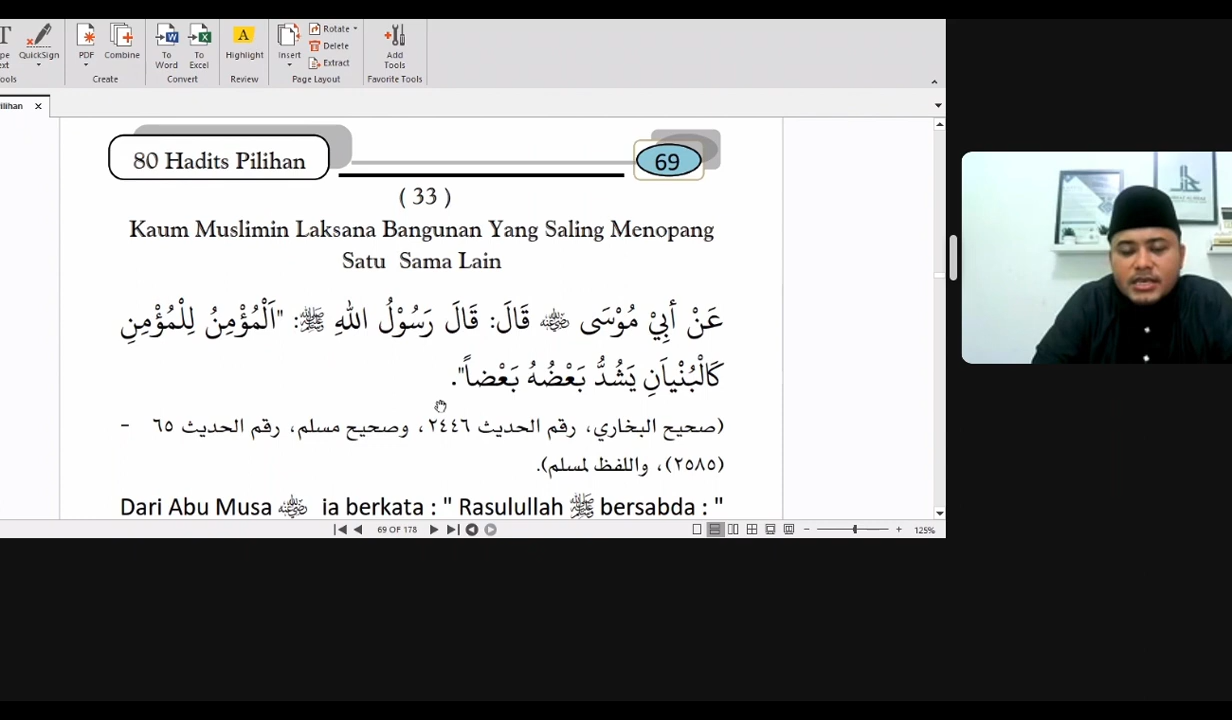 QuickSign
PDF
Combine
To Word
To Excel
Highlight
Insert
Rotate
Delete
Extract
Add Tools
Create
Convert
Review
Page Layout
Favorite Tools
80 Hadits Pilihan
69
( 33 )
Kaum Muslimin Laksana Bangunan Yang Saling Menopang
Satu Sama Lain
عَنْ أَبِيْ مُوْسَى ﵁ قَالَ: قَالَ رَسُوْلُ اللهِ ﷺ: "اَلْمُؤْمِنُ لِلْمُؤْمِنِ
كَالْبُنْياَنِ يَشُدُّ بَعْضُهُ بَعْضاً".
(صحيح البخاري، رقم الحديث ٢٤٤٦، وصحيح مسلم، رقم الحديث ٦٥ -
(٢٥٨٥)، واللفظ لمسلم).
Dari Abu Musa ﵁ ia berkata : " Rasulullah ﷺ bersabda : "
69 OF 178
125%